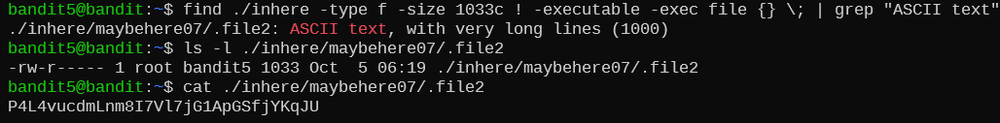 bandit5@bandit:~$ find ./inhere -type f -size 1033c ! -executable -exec file {} \; | grep "ASCII text"
./inhere/maybehere07/.file2: ASCII text, with very long lines (1000)
bandit5@bandit:~$ ls -l ./inhere/maybehere07/.file2
-rw-r----- 1 root bandit5 1033 Oct  5 06:19 ./inhere/maybehere07/.file2
bandit5@bandit:~$ cat ./inhere/maybehere07/.file2
P4L4vucdmLnm8I7Vl7jG1ApGSfjYKqJU